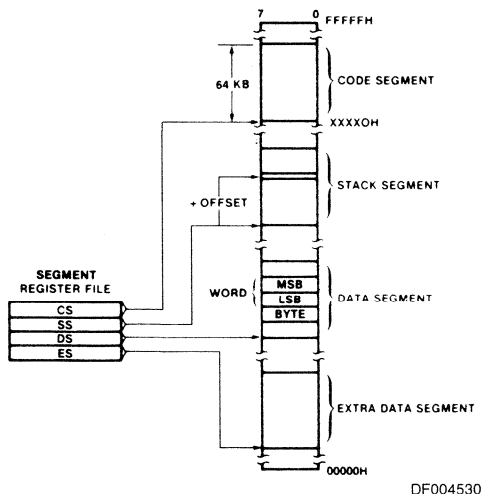 7 0
FFFFFH
64 KB
CODE SEGMENT
XXXX0H
STACK SEGMENT
+ OFFSET
SEGMENT
REGISTER FILE
CS
SS
DS
ES
WORD
MSB
LSB
BYTE
DATA SEGMENT
EXTRA DATA SEGMENT
00000H
DF004530